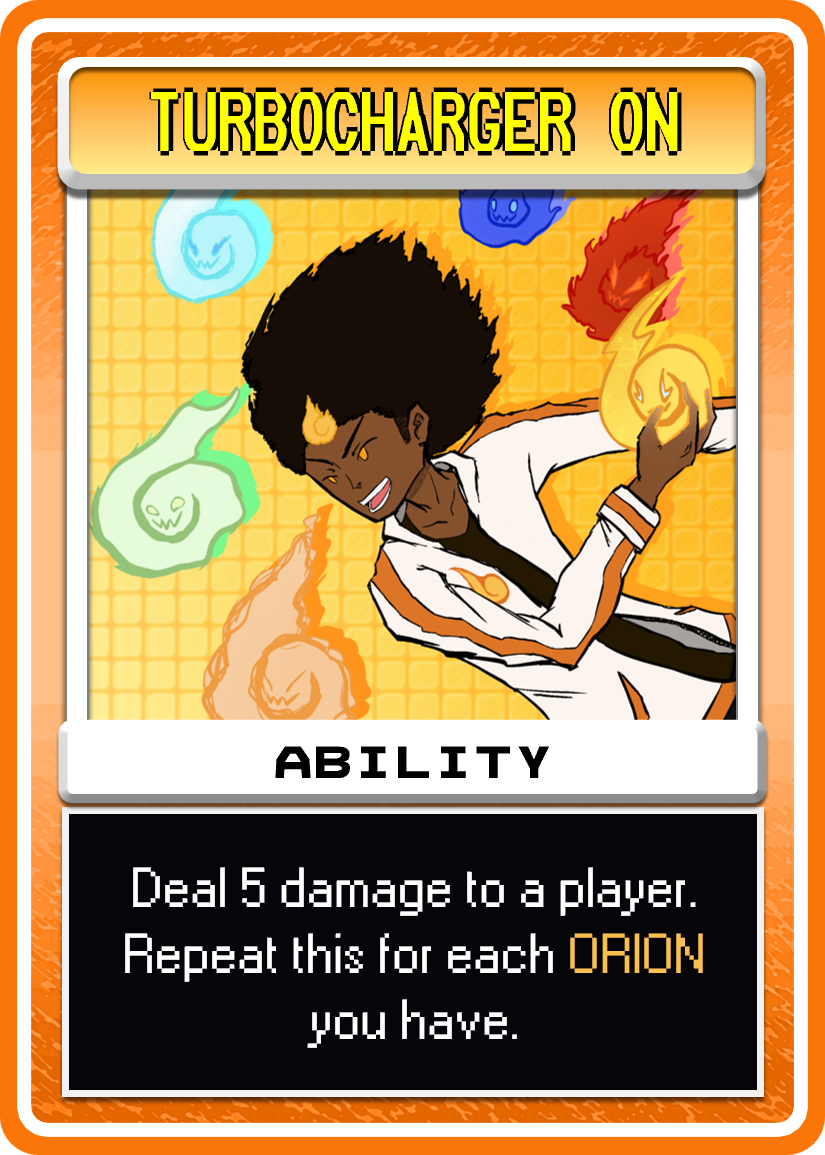 TURBOCHARGER ON
ABILITY
Deal 5 damage to a player.
Repeat this for each ORION
you have.